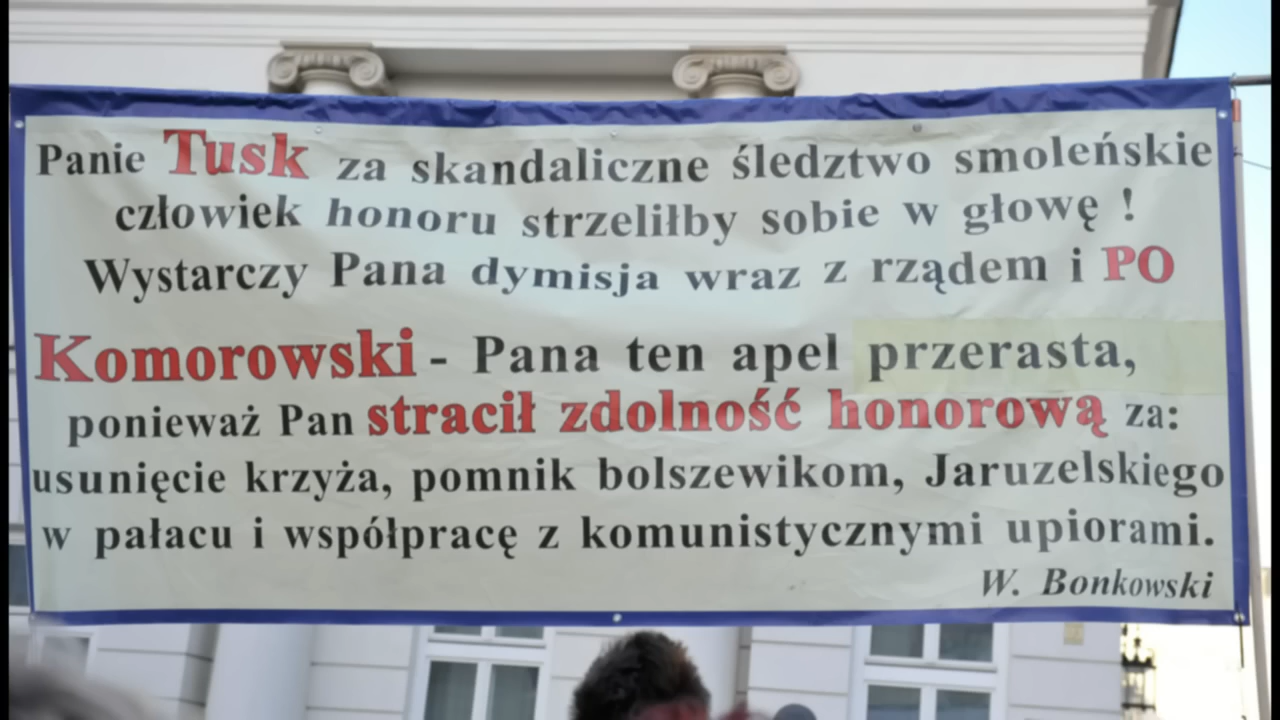 Panie Tusk za skandaliczne śledztwo smoleńskie
człowiek honoru strzeliłby sobie w głowę !
Wystarczy Pana dymisja wraz z rządem i PO
Komorowski - Pana ten apel przerasta,
ponieważ Pan stracił zdolność honorową za:
usunięcie krzyża, pomnik bolszewikom, Jaruzelskiego
w pałacu i współpracę z komunistycznymi upiorami.
W. Bonkowski